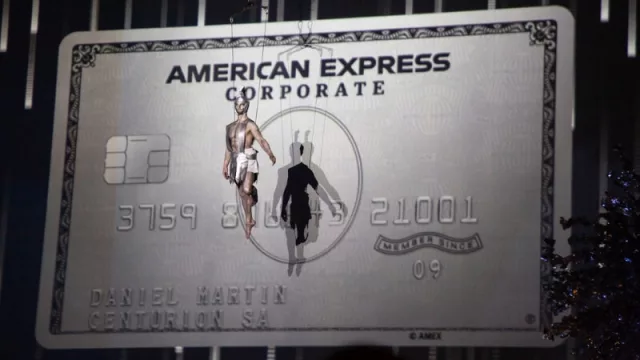 AMERICAN EXPRESS
CORPORATE
3759 21001
MEMBER SINCE
09
DANIEL MARTIN
CENTURION SA
© AMEX